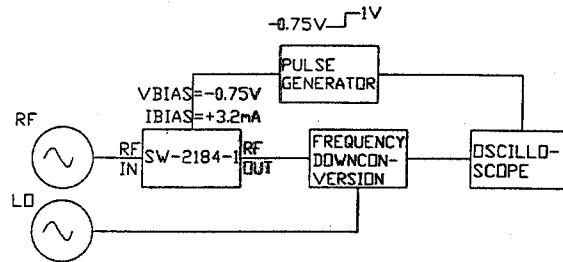 -0.75V 1V
PULSE
GENERATOR
VBIAS=-0.75V
IBIAS=+3.2mA
RF
RF
IN
SW-2184-1
RF
OUT
FREQUENCY
DOWNCON-
VERSION
OSCILLO-
SCOPE
LO